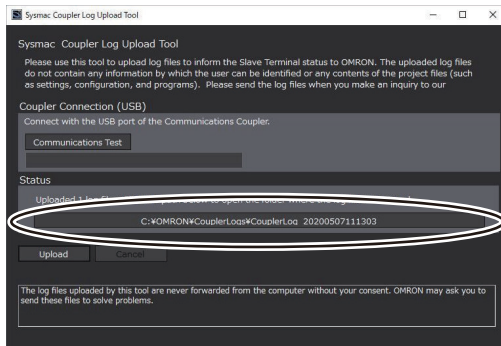 Sysmac Coupler Log Upload Tool
Sysmac Coupler Log Upload Tool
Please use this tool to upload log files to inform the Slave Terminal status to OMRON. The uploaded log files
do not contain any information by which the user can be identified or any contents of the project files (such
as settings, configuration, and programs). Please send the log files when you make an inquiry to our
Coupler Connection (USB)
Connect with the USB port of the Communications Coupler.
Communications Test
Status
Uploaded 1 log
C:¥OMRON¥CouplerLogs¥CouplerLog_20200507111303
Upload
Cancel
The log files uploaded by this tool are never forwarded from the computer without your consent. OMRON may ask you to
send these files to solve problems.